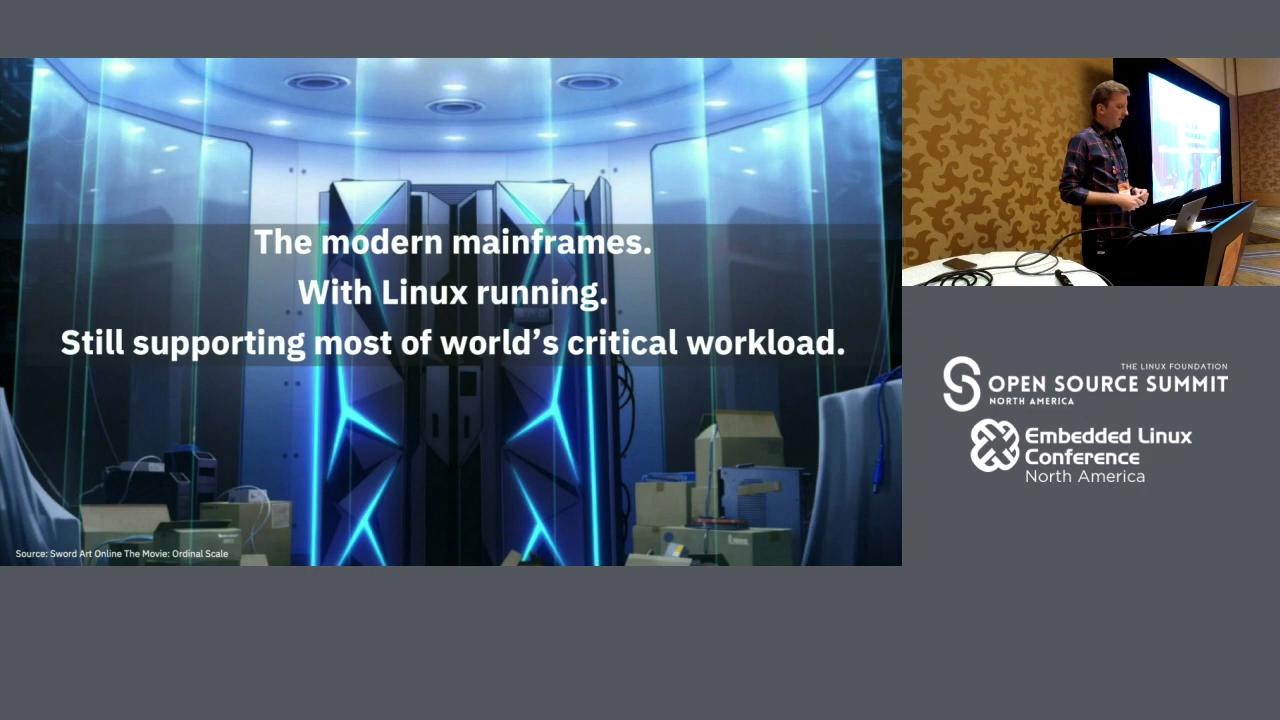 The modern mainframes.
With Linux running.
Still supporting most of world's critical workload.
Source: Sword Art Online The Movie: Ordinal Scale
THE LINUX FOUNDATION
OPEN SOURCE SUMMIT
NORTH AMERICA
Embedded Linux
Conference
North America